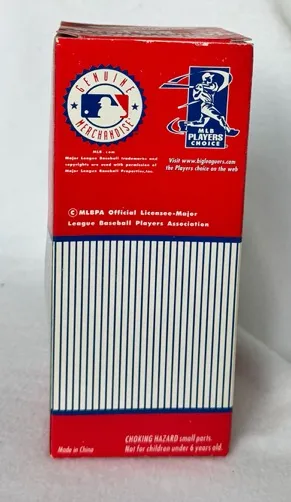 GENUINE
MERCHANDISE
MLB.com
Major League Baseball trademarks and
copyrights are used with permission of
Major League Baseball Properties, Inc.
MLB
PLAYERS
CHOICE
Visit www.bigleaguers.com
the Players choice on the web
© MLBPA Official Licensee-Major
League Baseball Players Association
CHOKING HAZARD small parts.
Not for children under 6 years old.
Made in China